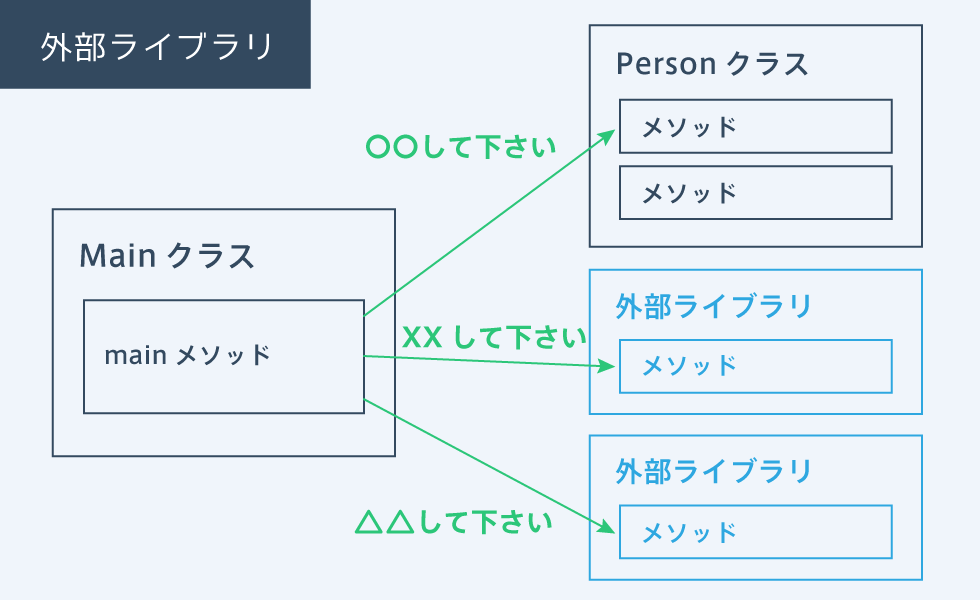 外部ライブラリ
Person クラス
メソッド
メソッド
〇〇して下さい
Main クラス
main メソッド
XX して下さい
外部ライブラリ
メソッド
△△して下さい
外部ライブラリ
メソッド